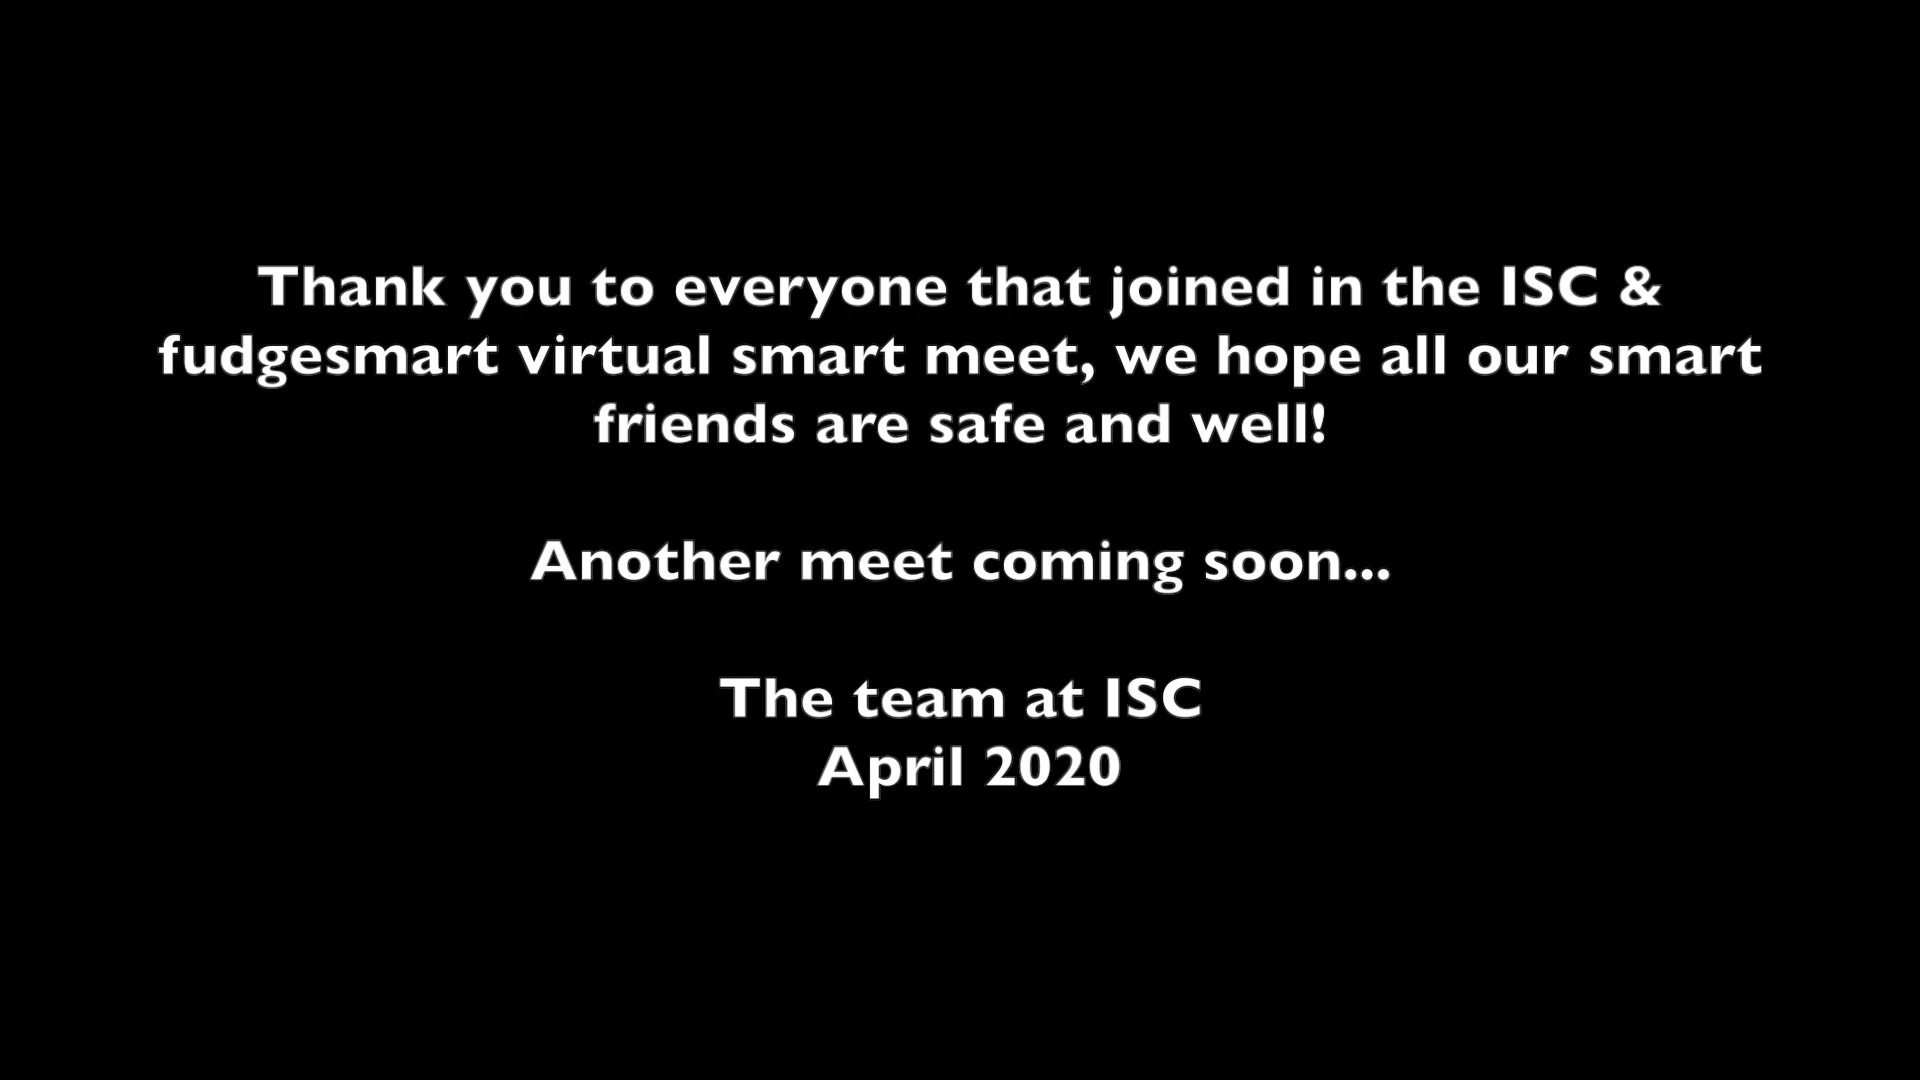 Thank you to everyone that joined in the ISC &
fudgesmart virtual smart meet, we hope all our smart
friends are safe and well!
Another meet coming soon...
The team at ISC
April 2020